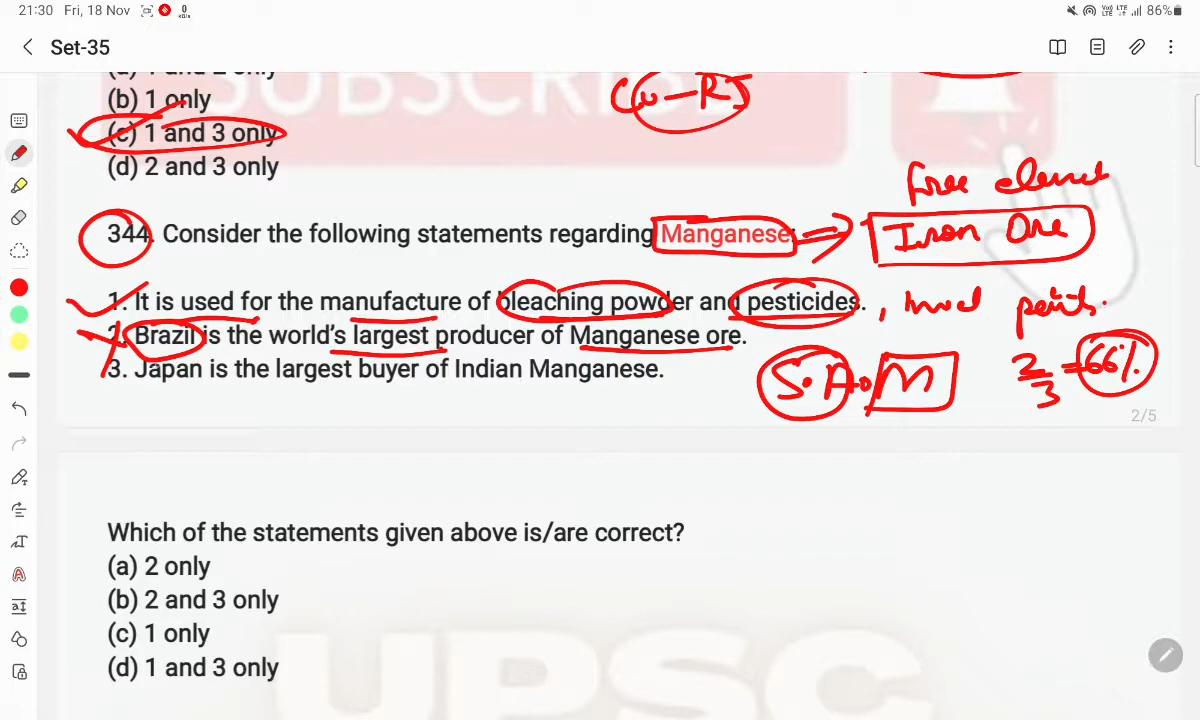 21:30 Fri, 18 Nov 0 KB/s LTE 86%
Set-35
SUBSCRIBE
(b) 1 only
(c) 1 and 3 only
(d) 2 and 3 only
Free
344. Consider the following statements regarding Manganese: ⇒ Iron Ore
1. It is used for the manufacture of bleaching powder and pesticides. ,
2. Brazil is the world's largest producer of Manganese ore.
3. Japan is the largest buyer of Indian Manganese. S.A. M 2/3 = 66%
2/5
Which of the statements given above is/are correct?
(a) 2 only
(b) 2 and 3 only
(c) 1 only
(d) 1 and 3 only
UPSC